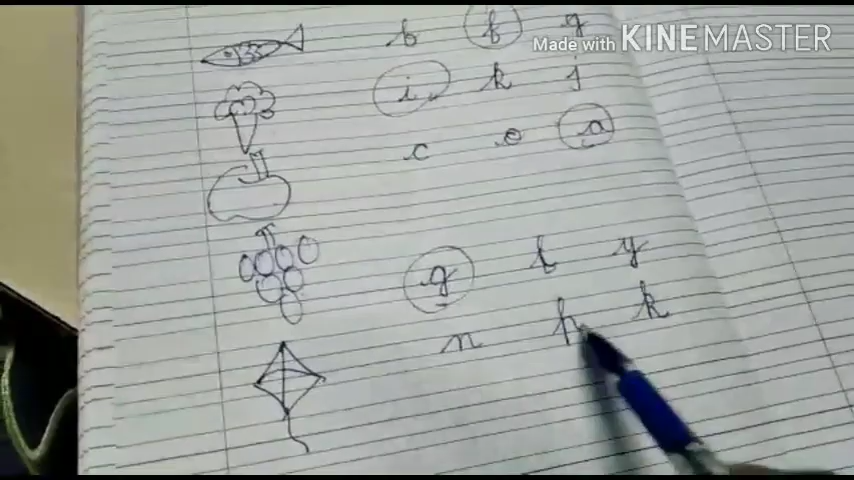 b f g
Made with KINEMASTER
i k j
c e a
g t y
n h k